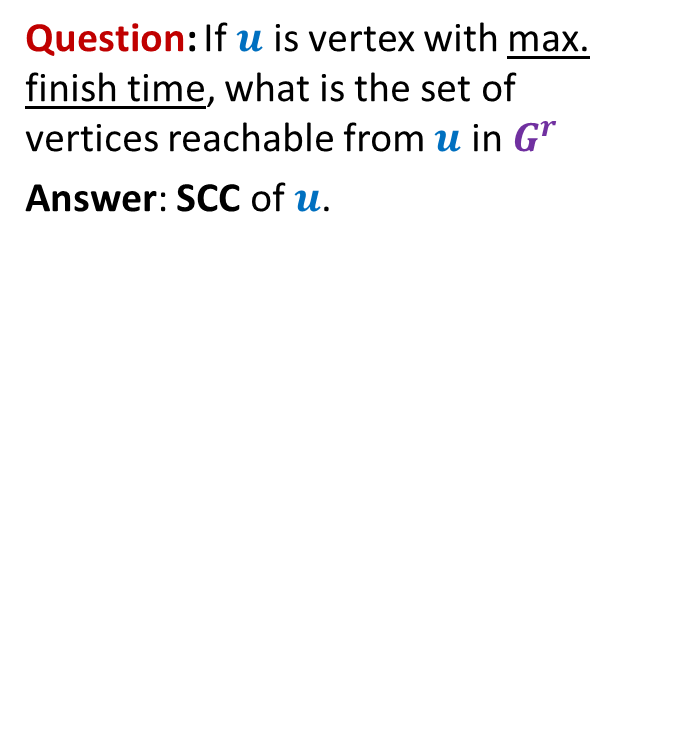 Question: If u is vertex with max.
finish time, what is the set of
vertices reachable from u in Gʳ
Answer: SCC of u.